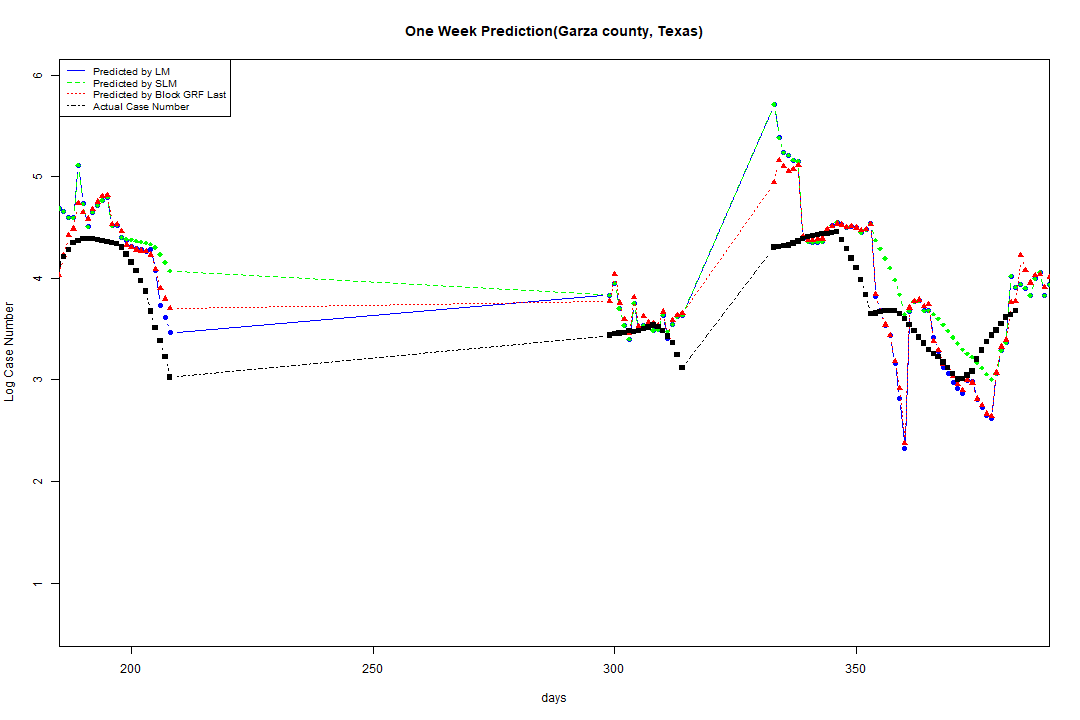 One Week Prediction(Garza county, Texas)
Predicted by LM
Predicted by SLM
Predicted by Block GRF Last
Actual Case Number
6
5
4
3
2
1
Log Case Number
200 250 300 350
days